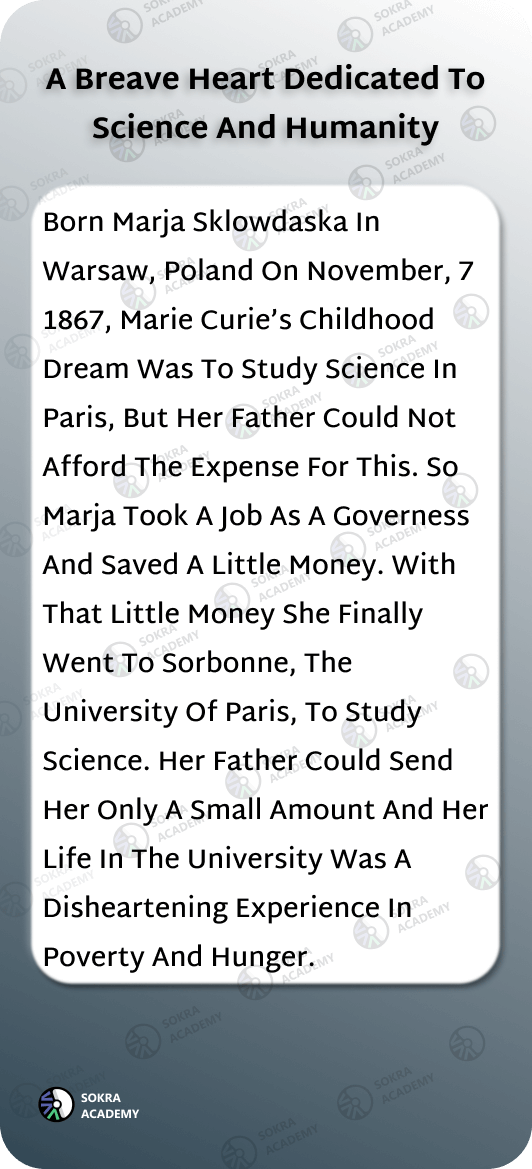 A Breave Heart Dedicated To
Science And Humanity
Born Marja Sklowdaska In
Warsaw, Poland On November, 7
1867, Marie Curie’s Childhood
Dream Was To Study Science In
Paris, But Her Father Could Not
Afford The Expense For This. So
Marja Took A Job As A Governess
And Saved A Little Money. With
That Little Money She Finally
Went To Sorbonne, The
University Of Paris, To Study
Science. Her Father Could Send
Her Only A Small Amount And Her
Life In The University Was A
Disheartening Experience In
Poverty And Hunger.
SOKRA
ACADEMY